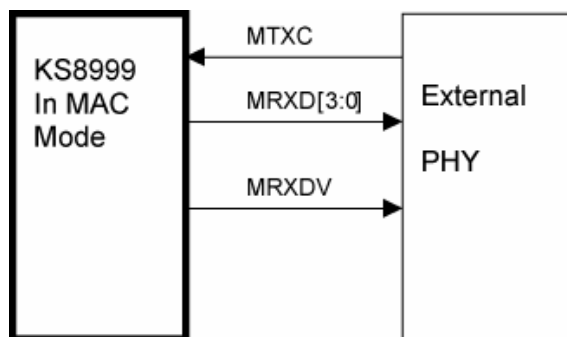 KS8999
In MAC
Mode
MTXC
MRXD[3:0]
MRXDV
External
PHY